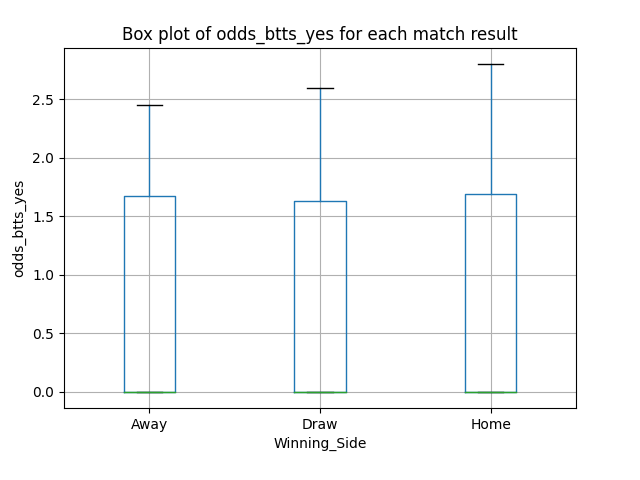 Box plot of odds_btts_yes for each match result
odds_btts_yes
2.5
2.0
1.5
1.0
0.5
0.0
Away Draw Home
Winning_Side